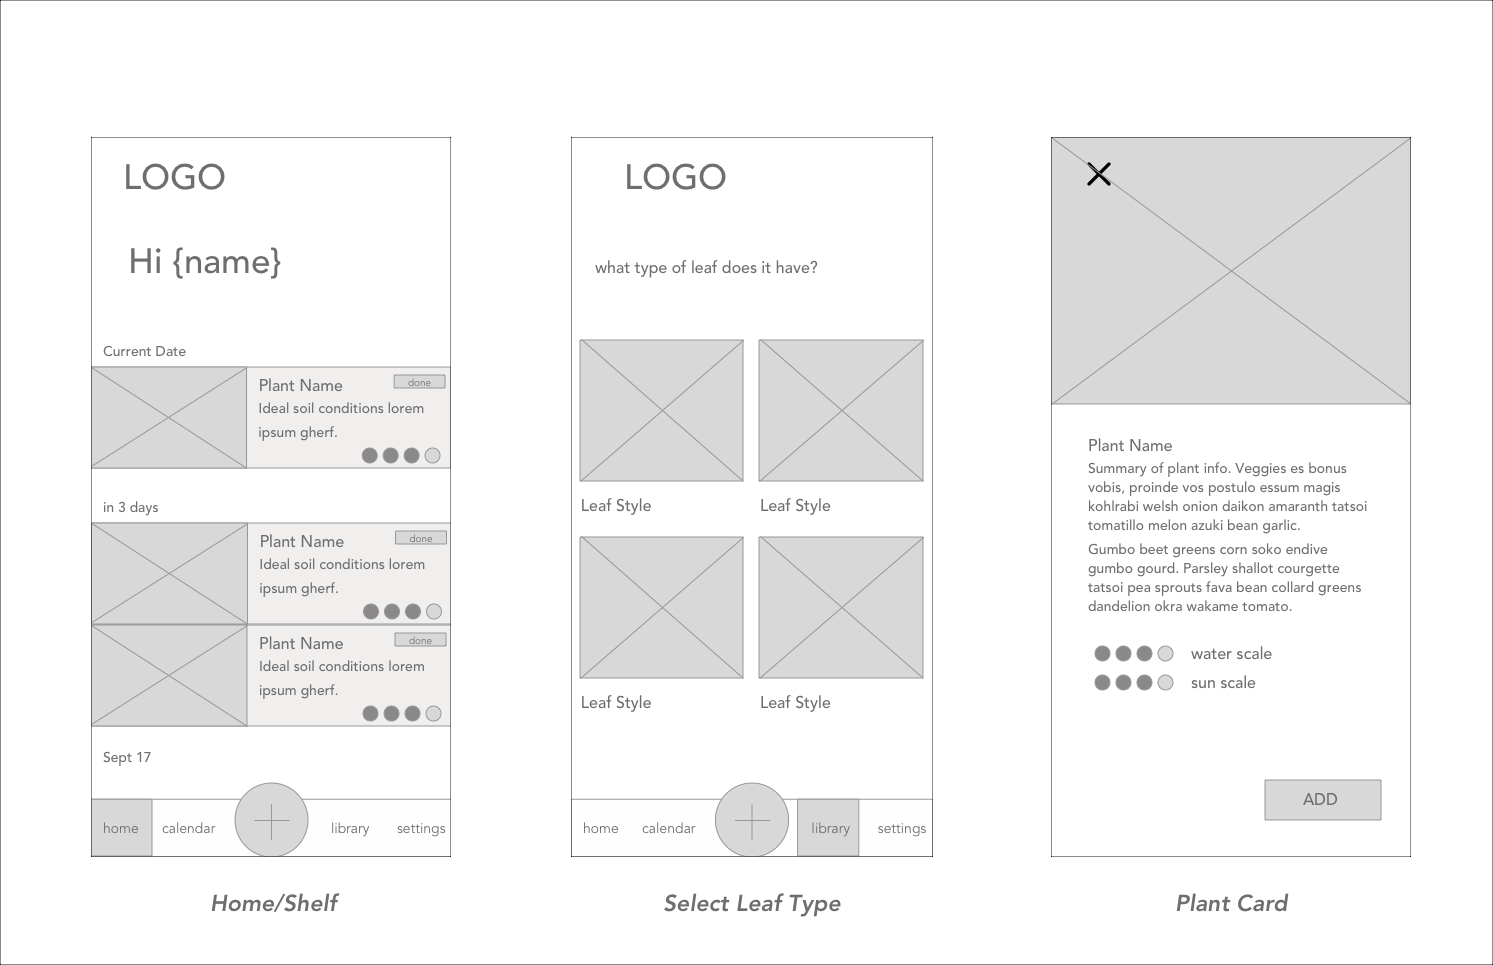 LOGO
Hi {name}
Current Date
Plant Name
done
Ideal soil conditions lorem
ipsum gherf.
in 3 days
Plant Name
done
Ideal soil conditions lorem
ipsum gherf.
Plant Name
done
Ideal soil conditions lorem
ipsum gherf.
Sept 17
home
calendar
library
settings
Home/Shelf
LOGO
what type of leaf does it have?
Leaf Style
Leaf Style
Leaf Style
Leaf Style
home
calendar
library
settings
Select Leaf Type
Plant Name
Summary of plant info. Veggies es bonus
vobis, proinde vos postulo essum magis
kohlrabi welsh onion daikon amaranth tatsoi
tomatillo melon azuki bean garlic.
Gumbo beet greens corn soko endive
gumbo gourd. Parsley shallot courgette
tatsoi pea sprouts fava bean collard greens
dandelion okra wakame tomato.
water scale
sun scale
ADD
Plant Card